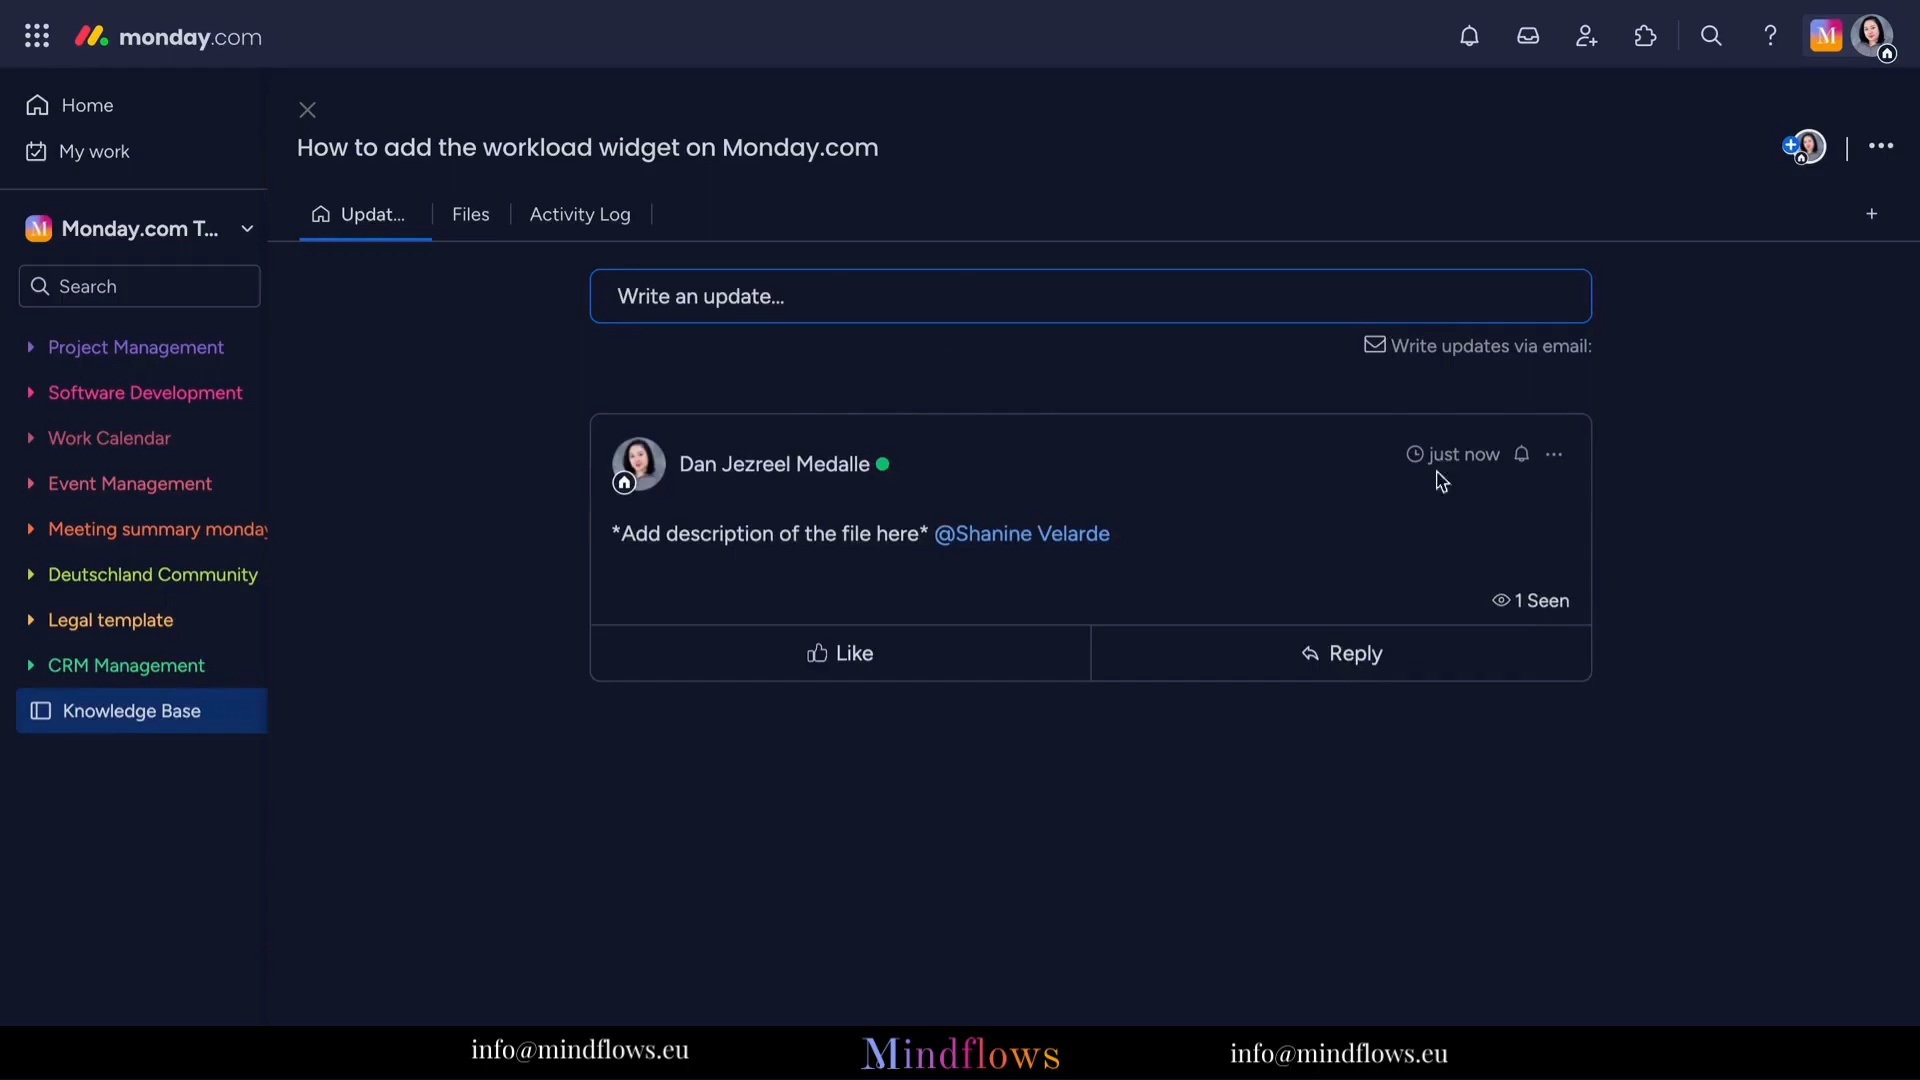 monday.com
M
Home
My work
How to add the workload widget on Monday.com
M Monday.com T...
Updat...
Files
Activity Log
Search
Write an update...
Write updates via email:
Project Management
Software Development
Work Calendar
Event Management
Meeting summary monday
Deutschland Community
Legal template
CRM Management
Knowledge Base
Dan Jezreel Medalle
just now
*Add description of the file here* @Shanine Velarde
1 Seen
Like
Reply
info@mindflows.eu
Mindflows
info@mindflows.eu